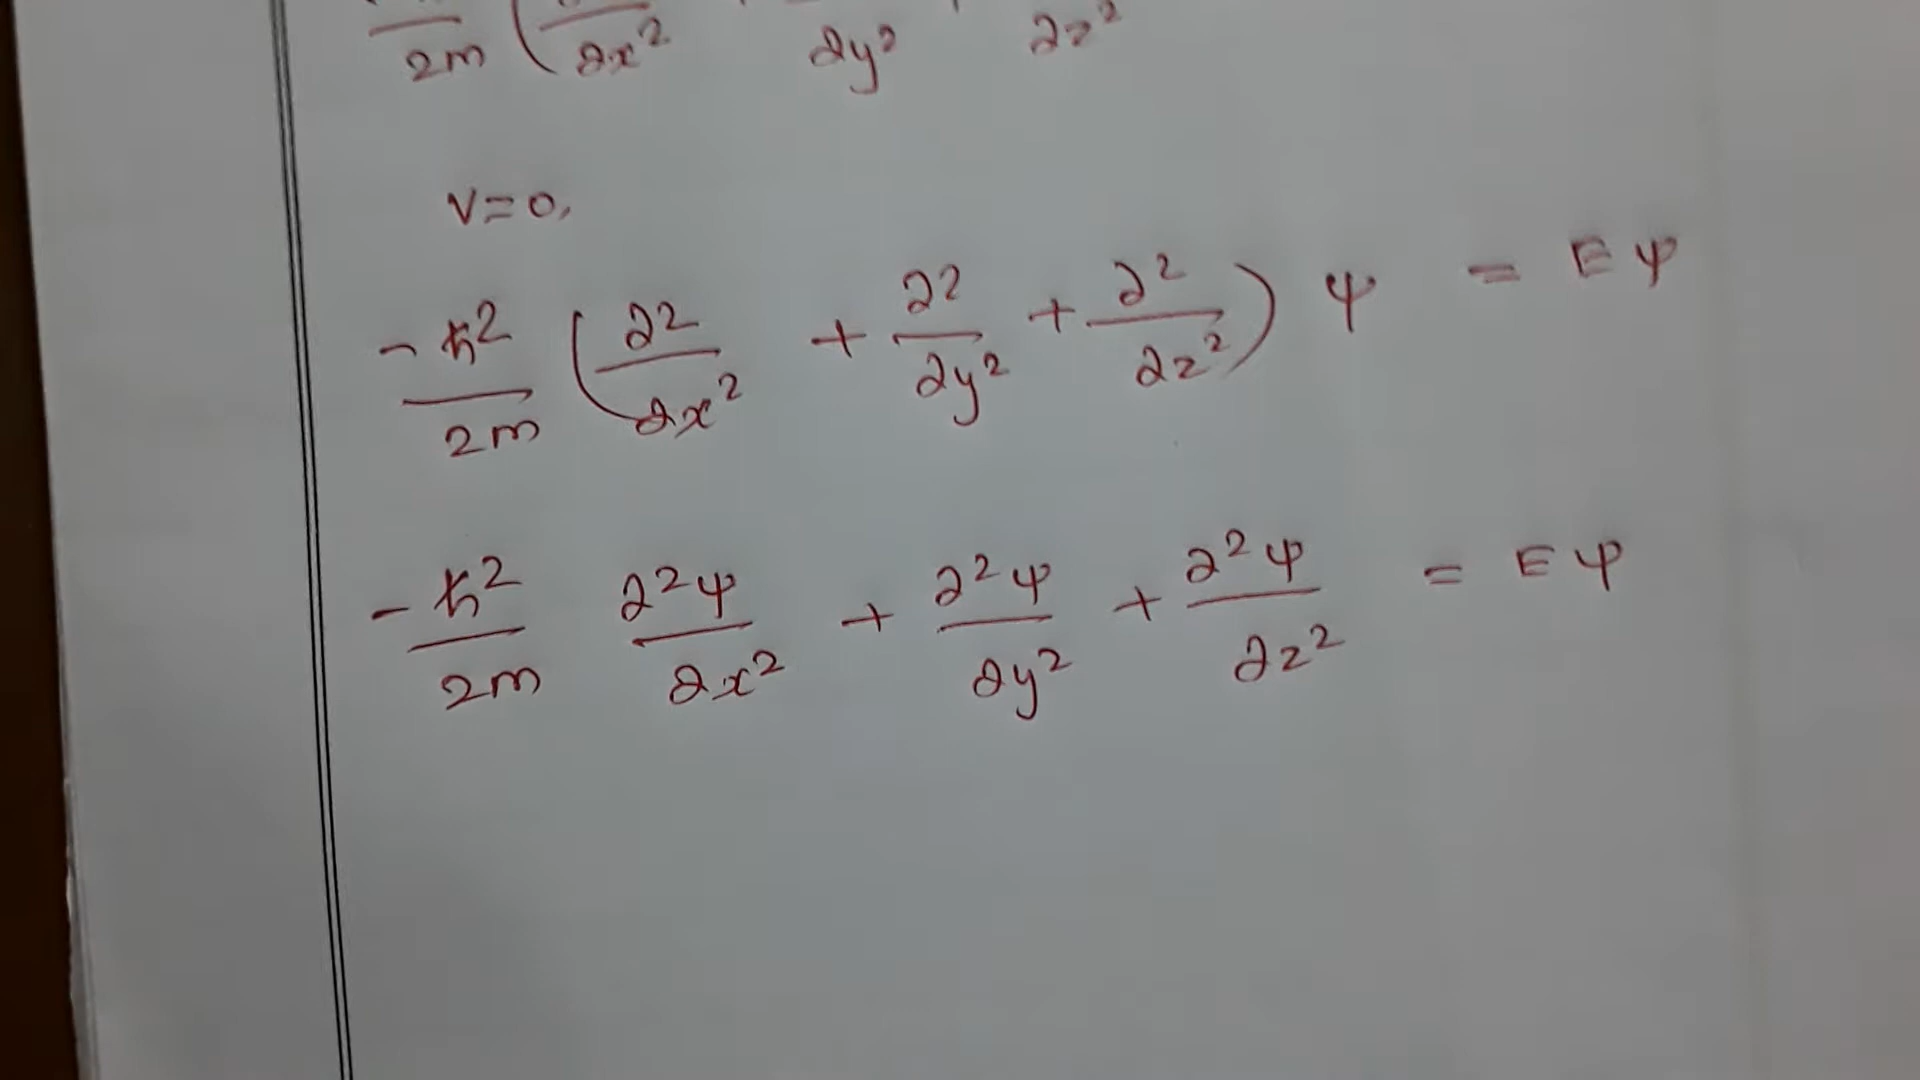 2m ( ∂x² ∂y² ∂z²
V=0,
-ħ²/2m (∂²/∂x² + ∂²/∂y² + ∂²/∂z²) ψ = Eψ
-ħ²/2m ∂²ψ/∂x² + ∂²ψ/∂y² + ∂²ψ/∂z² = Eψ